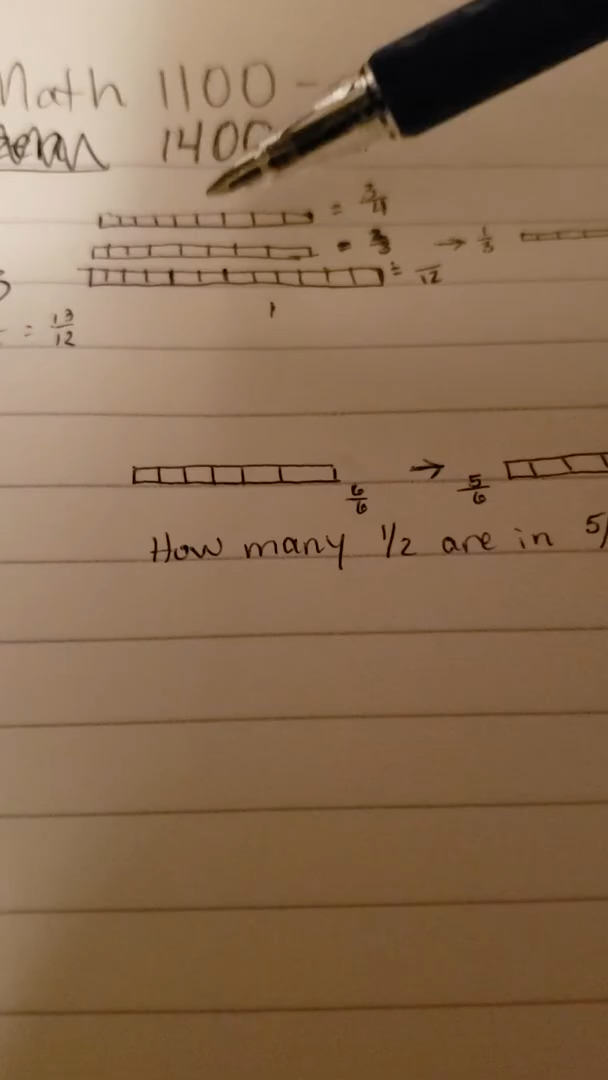 Math 1100 -
1400
= 3/4
= 2/3 → 1/3
= /12
3
= 13/12
6/6 → 5/6
How many 1/2 are in 5/